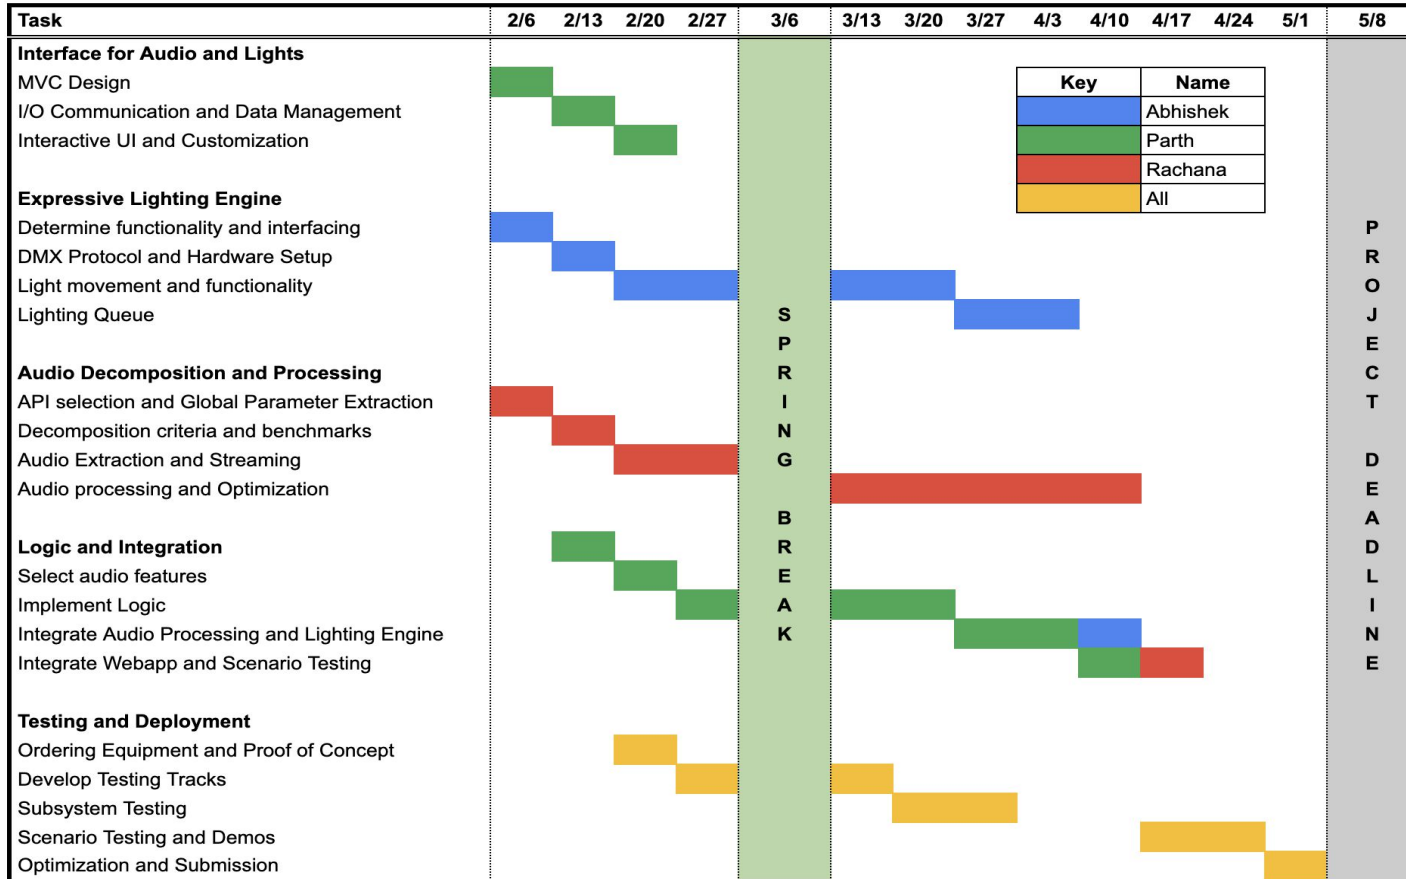 Task 2/6 2/13 2/20 2/27 3/6 3/13 3/20 3/27 4/3 4/10 4/17 4/24 5/1 5/8
Interface for Audio and Lights
MVC Design
I/O Communication and Data Management
Interactive UI and Customization
Key Name
Abhishek
Parth
Rachana
All
Expressive Lighting Engine
Determine functionality and interfacing
DMX Protocol and Hardware Setup
Light movement and functionality
Lighting Queue
Audio Decomposition and Processing
API selection and Global Parameter Extraction
Decomposition criteria and benchmarks
Audio Extraction and Streaming
Audio processing and Optimization
Logic and Integration
Select audio features
Implement Logic
Integrate Audio Processing and Lighting Engine
Integrate Webapp and Scenario Testing
Testing and Deployment
Ordering Equipment and Proof of Concept
Develop Testing Tracks
Subsystem Testing
Scenario Testing and Demos
Optimization and Submission
SPRING BREAK
PROJECT DEADLINE